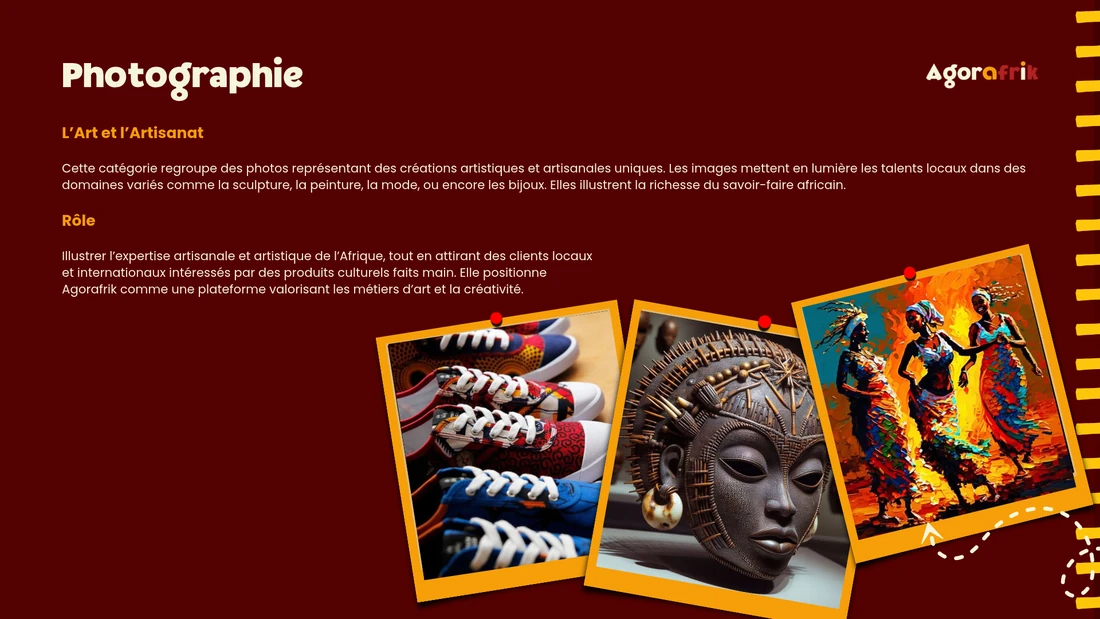 Photographie
Agorafrik
L’Art et l’Artisanat
Cette catégorie regroupe des photos représentant des créations artistiques et artisanales uniques. Les images mettent en lumière les talents locaux dans des
domaines variés comme la sculpture, la peinture, la mode, ou encore les bijoux. Elles illustrent la richesse du savoir-faire africain.
Rôle
Illustrer l’expertise artisanale et artistique de l’Afrique, tout en attirant des clients locaux
et internationaux intéressés par des produits culturels faits main. Elle positionne
Agorafrik comme une plateforme valorisant les métiers d’art et la créativité.